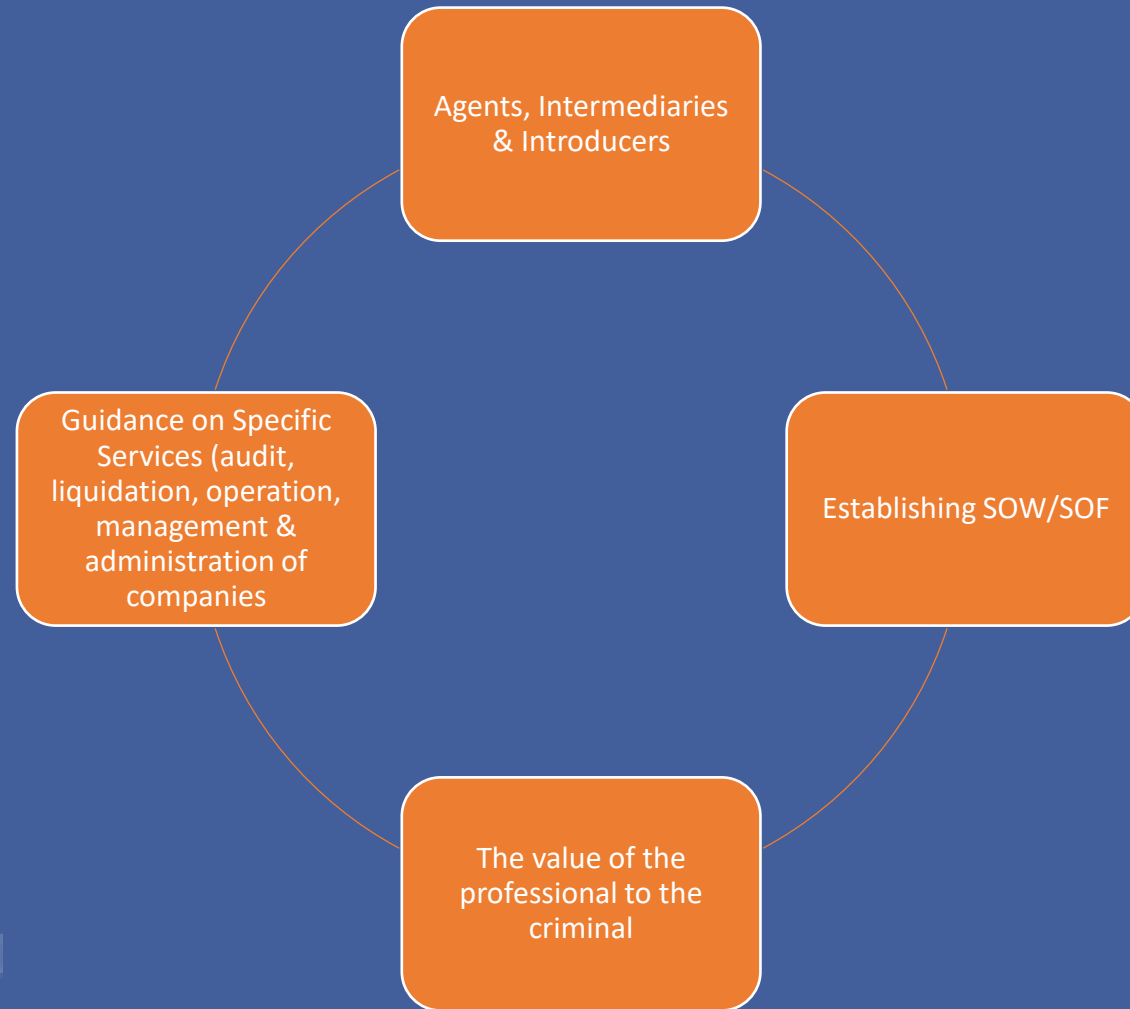 Agents, Intermediaries
& Introducers
Guidance on Specific
Services (audit,
liquidation, operation,
management &
administration of
companies
Establishing SOW/SOF
The value of the
professional to the
criminal